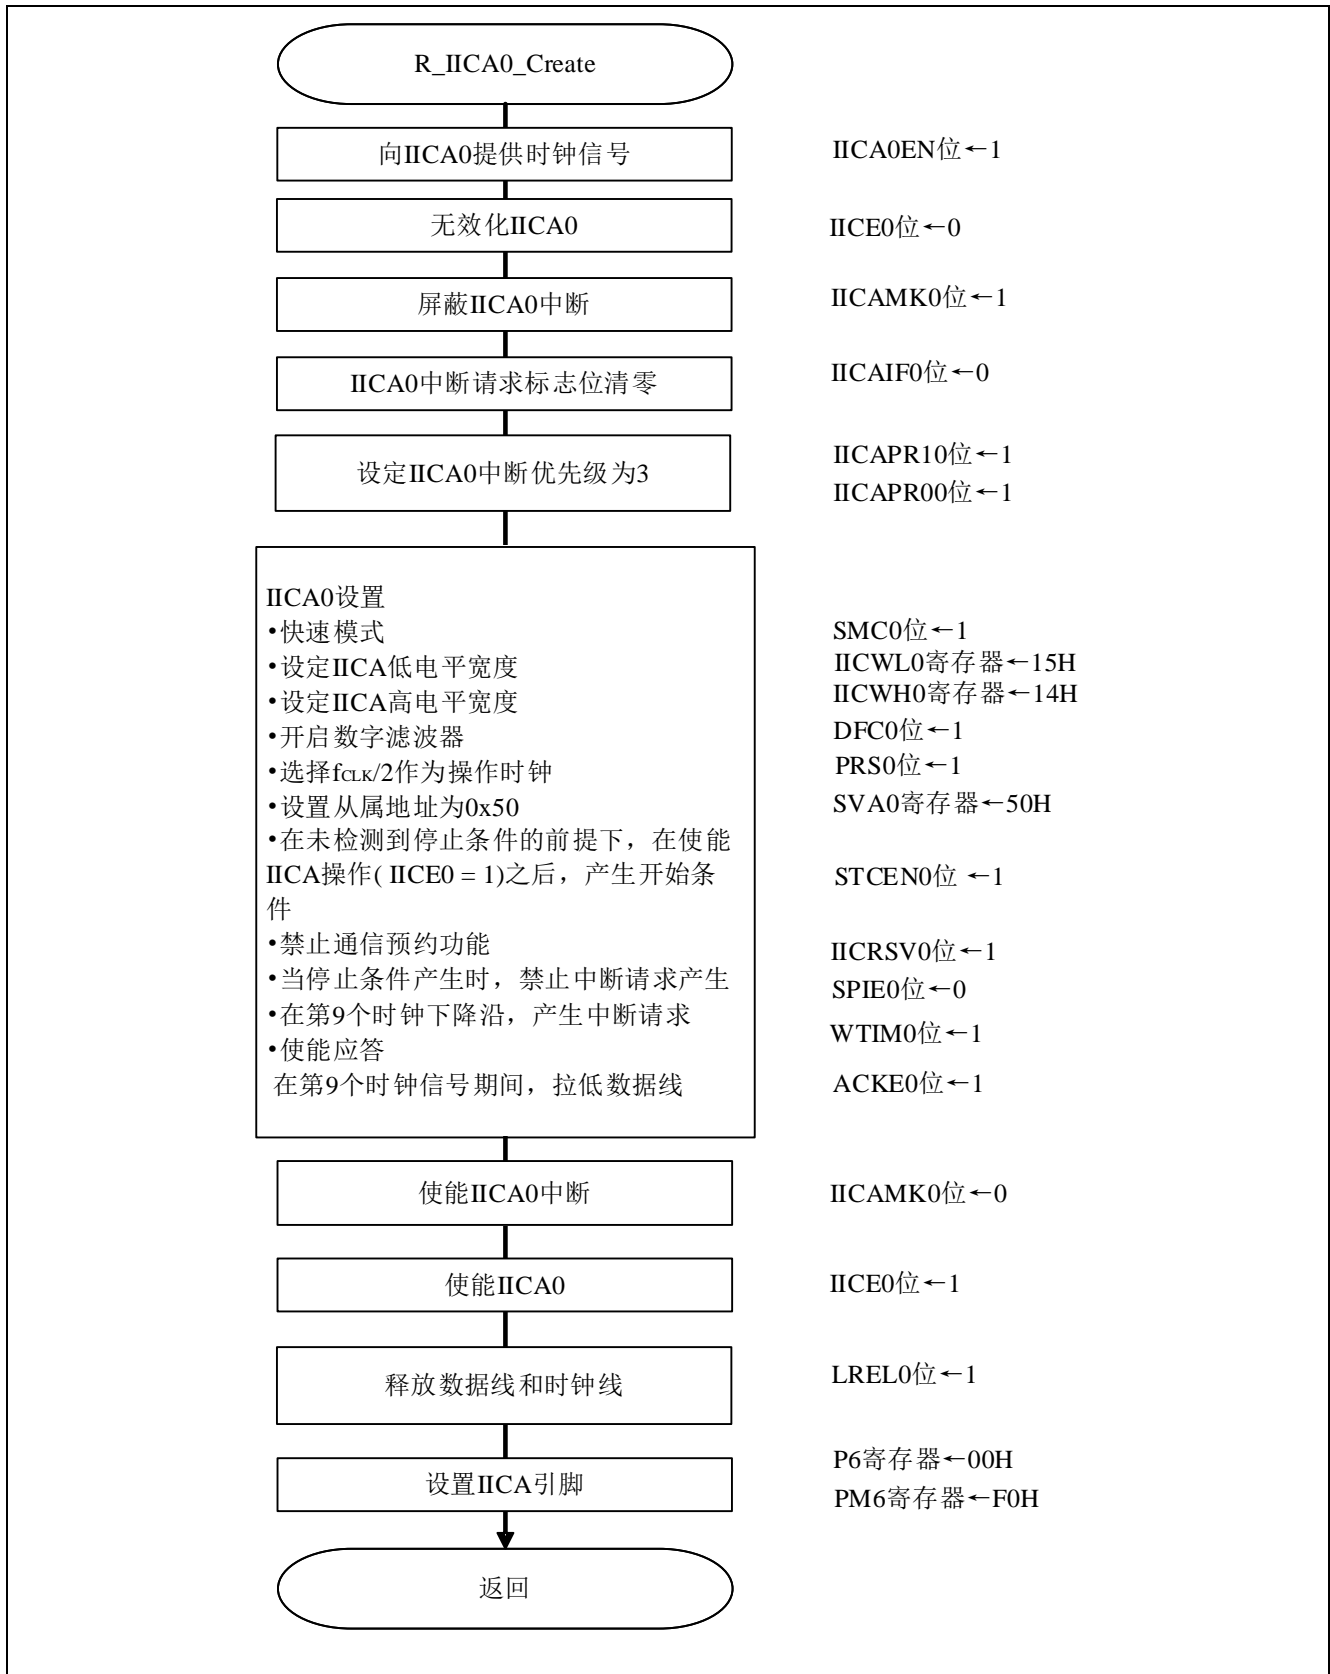 R_IICA0_Create
向IICA0提供时钟信号
IICA0EN位←1
无效化IICA0
IICE0位←0
屏蔽IICA0中断
IICAMK0位←1
IICA0中断请求标志位清零
IICAIF0位←0
设定IICA0中断优先级为3
IICAPR10位←1
IICAPR00位←1
IICA0设置
•快速模式
SMC0位←1
•设定IICA低电平宽度
IICWL0寄存器←15H
•设定IICA高电平宽度
IICWH0寄存器←14H
•开启数字滤波器
DFC0位←1
•选择fCLK/2作为操作时钟
PRS0位←1
•设置从属地址为0x50
SVA0寄存器←50H
•在未检测到停止条件的前提下，在使能
IICA操作( IICE0 = 1)之后，产生开始条
件
STCEN0位 ←1
•禁止通信预约功能
IICRSV0位←1
•当停止条件产生时，禁止中断请求产生
SPIE0位←0
•在第9个时钟下降沿，产生中断请求
WTIM0位←1
•使能应答
在第9个时钟信号期间，拉低数据线
ACKE0位←1
使能IICA0中断
IICAMK0位←0
使能IICA0
IICE0位←1
释放数据线和时钟线
LREL0位←1
设置IICA引脚
P6寄存器←00H
PM6寄存器←F0H
返回